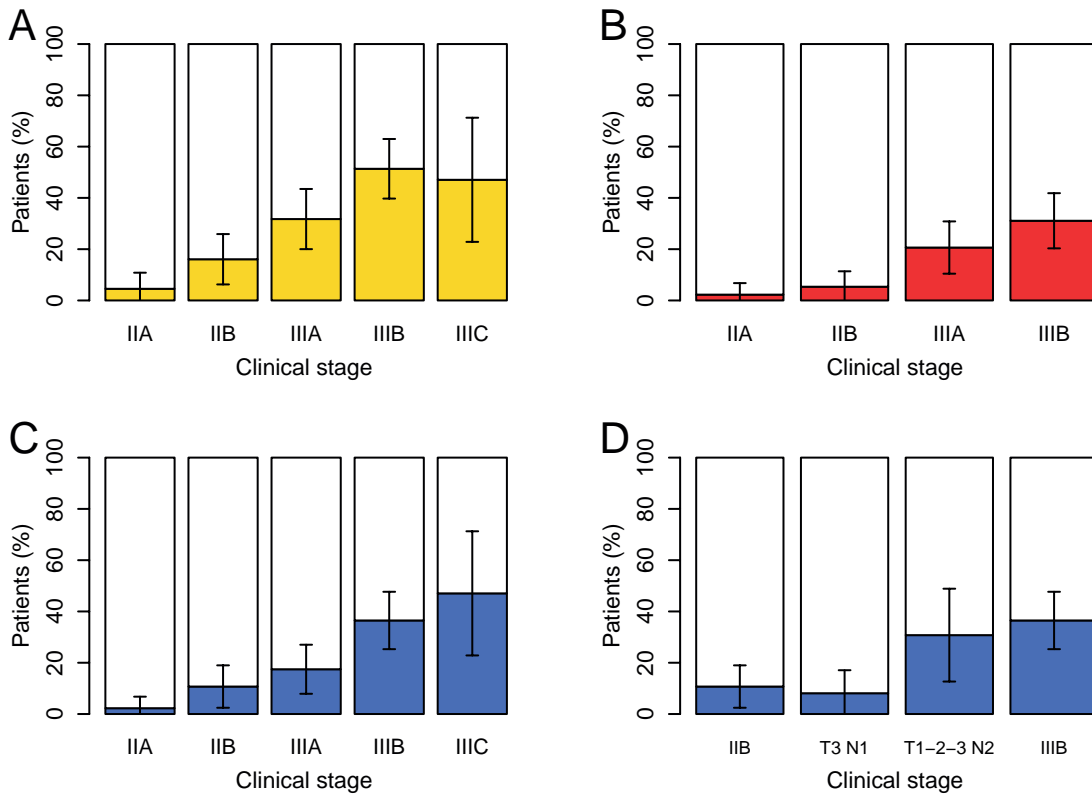 A
Patients (%)
0 20 40 60 80 100
IIA IIB IIIA IIIB IIIC
Clinical stage
B
Patients (%)
0 20 40 60 80 100
IIA IIB IIIA IIIB
Clinical stage
C
Patients (%)
0 20 40 60 80 100
IIA IIB IIIA IIIB IIIC
Clinical stage
D
Patients (%)
0 20 40 60 80 100
IIB T3 N1 T1−2−3 N2 IIIB
Clinical stage